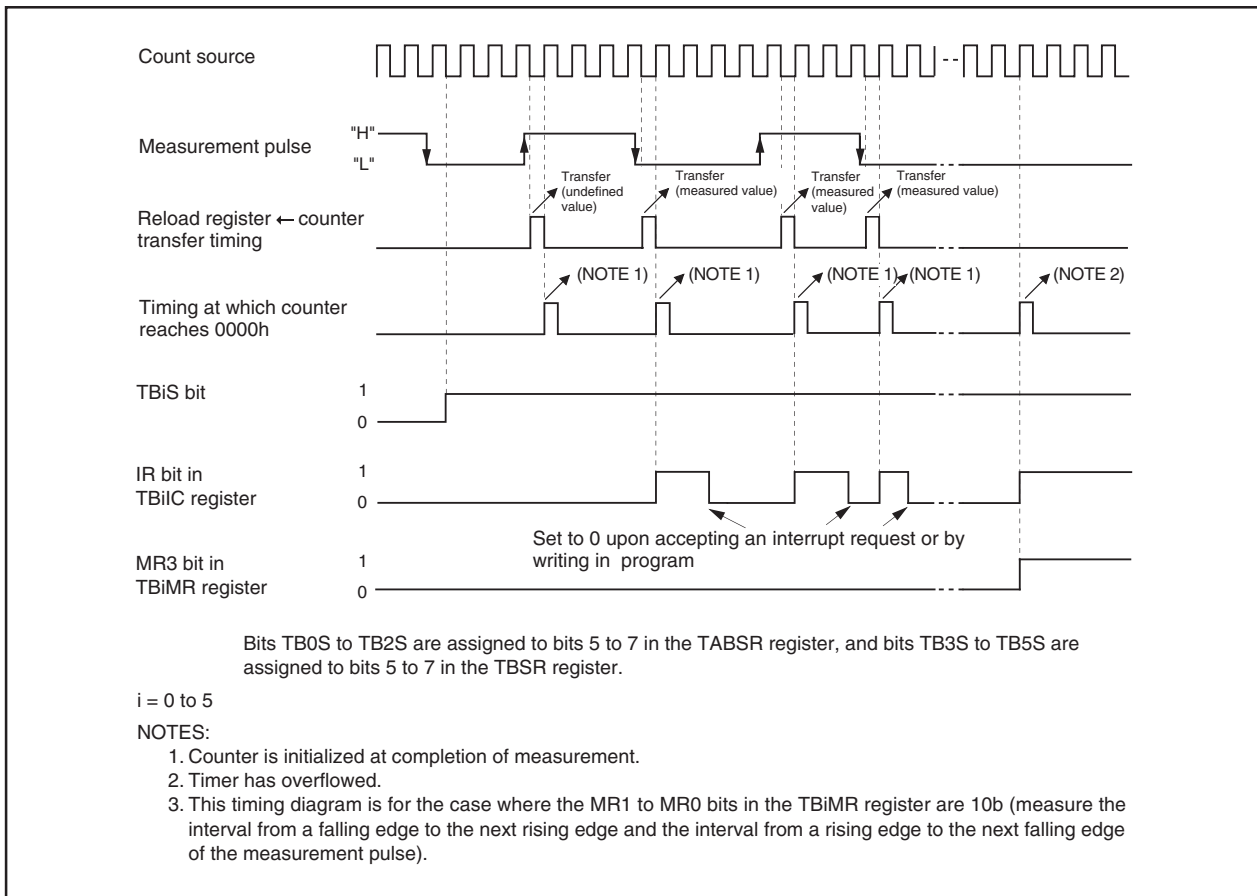 Count source
Measurement pulse
"H"
"L"
Transfer
(undefined
value)
Transfer
(measured value)
Transfer
(measured
value)
Transfer
(measured value)
Reload register ← counter
transfer timing
(NOTE 1)
(NOTE 1)
(NOTE 1)
(NOTE 1)
(NOTE 2)
Timing at which counter
reaches 0000h
TBiS bit
1
0
IR bit in
TBiIC register
1
0
Set to 0 upon accepting an interrupt request or by
writing in program
MR3 bit in
TBiMR register
1
0
Bits TB0S to TB2S are assigned to bits 5 to 7 in the TABSR register, and bits TB3S to TB5S are
assigned to bits 5 to 7 in the TBSR register.
i = 0 to 5
NOTES:
1. Counter is initialized at completion of measurement.
2. Timer has overflowed.
3. This timing diagram is for the case where the MR1 to MR0 bits in the TBiMR register are 10b (measure the
interval from a falling edge to the next rising edge and the interval from a rising edge to the next falling edge
of the measurement pulse).